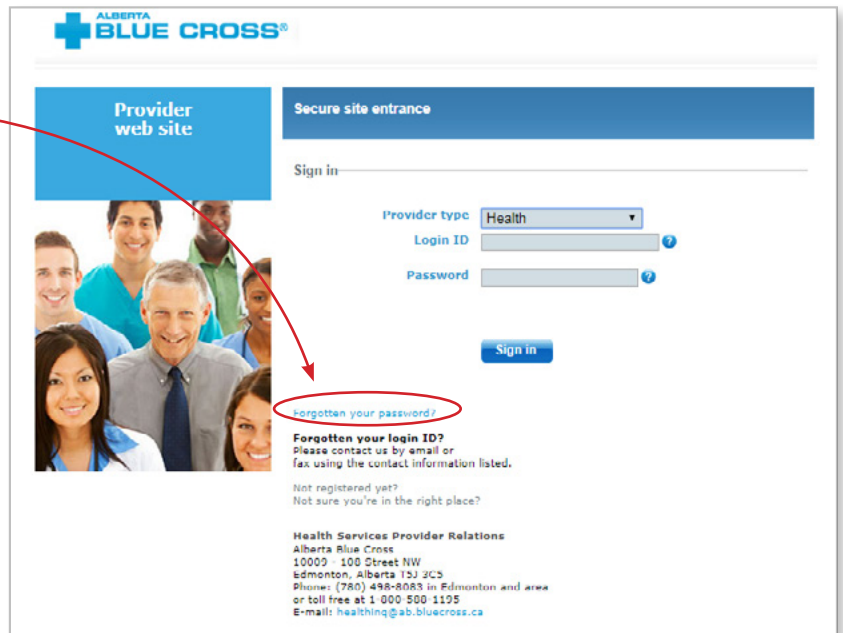 ALBERTA
BLUE CROSS®
Provider
web site
Secure site entrance
Sign in
Provider type
Health
Login ID
?
Password
?
Sign in
Forgotten your password?
Forgotten your login ID?
Please contact us by email or
fax using the contact information listed.
Not registered yet?
Not sure you're in the right place?
Health Services Provider Relations
Alberta Blue Cross
10009 - 108 Street NW
Edmonton, Alberta T5J 3C5
Phone: (780) 498-8083 in Edmonton and area
or toll free at 1-800-588-1195
E-mail: healthinq@ab.bluecross.ca